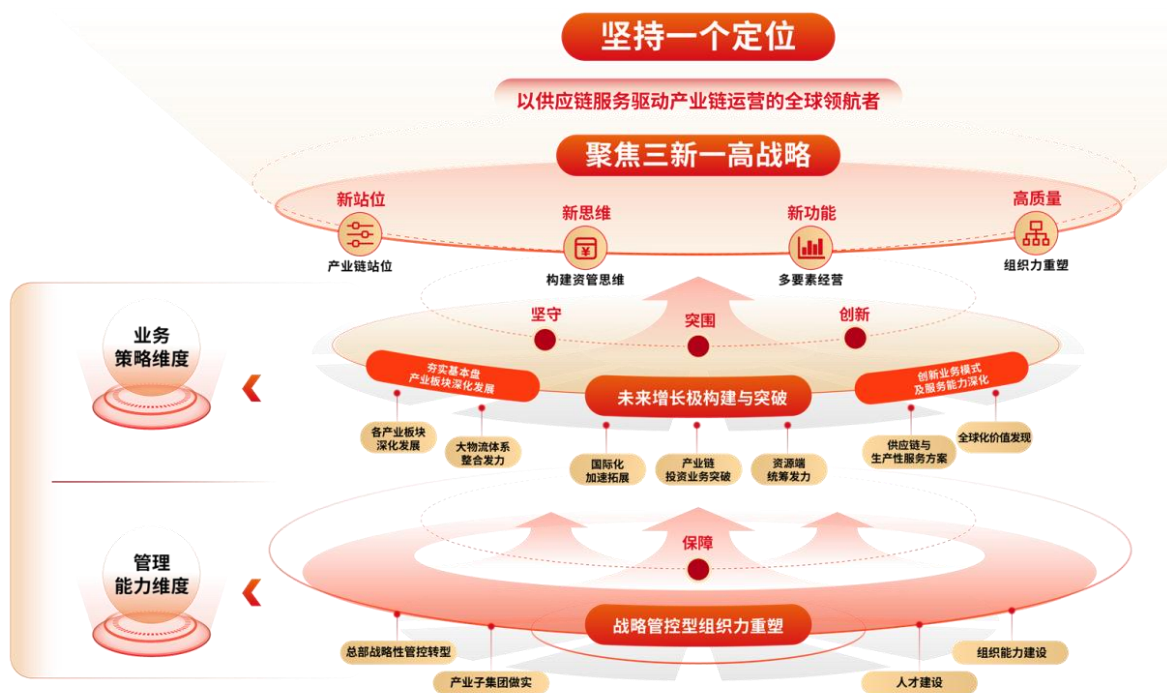 坚持一个定位
以供应链服务驱动产业链运营的全球领航者
聚焦三新一高战略
新站位
产业链站位
新思维
¥
构建资管思维
新功能
多要素经营
高质量
组织力重塑
业务
策略维度
坚守
突围
创新
夯实基本盘
产业板块深化发展
未来增长极构建与突破
创新业务模式
及服务能力深化
各产业板块
深化发展
大物流体系
整合发力
国际化
加速拓展
产业链
投资业务突破
资源端
统筹发力
供应链与
生产性服务方案
全球化价值发现
管理
能力维度
保障
战略管控型组织力重塑
总部战略性管控转型
产业子集团做实
人才建设
组织能力建设